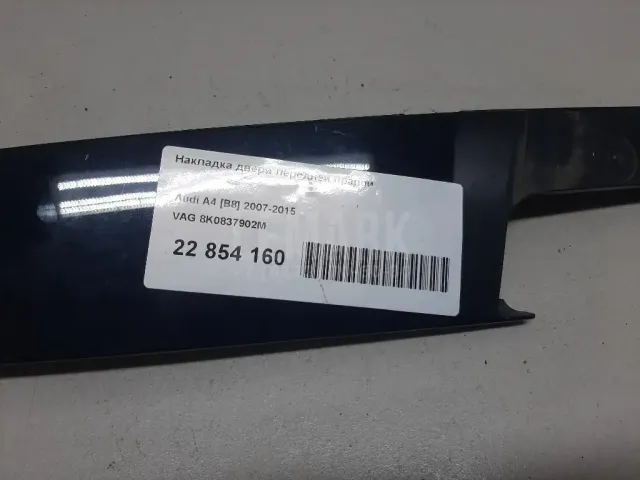 Накладка двери передней правой
Audi A4 [B8] 2007-2015
VAG 8K0837902M
22 854 160